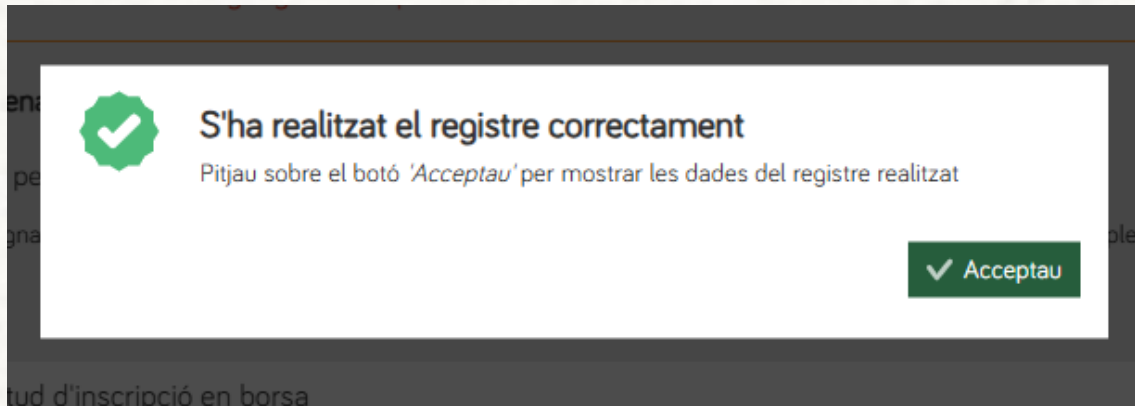 S'ha realitzat el registre correctament
Pitjau sobre el botó 'Acceptau' per mostrar les dades del registre realitzat
Acceptau
d'inscripció en borsa